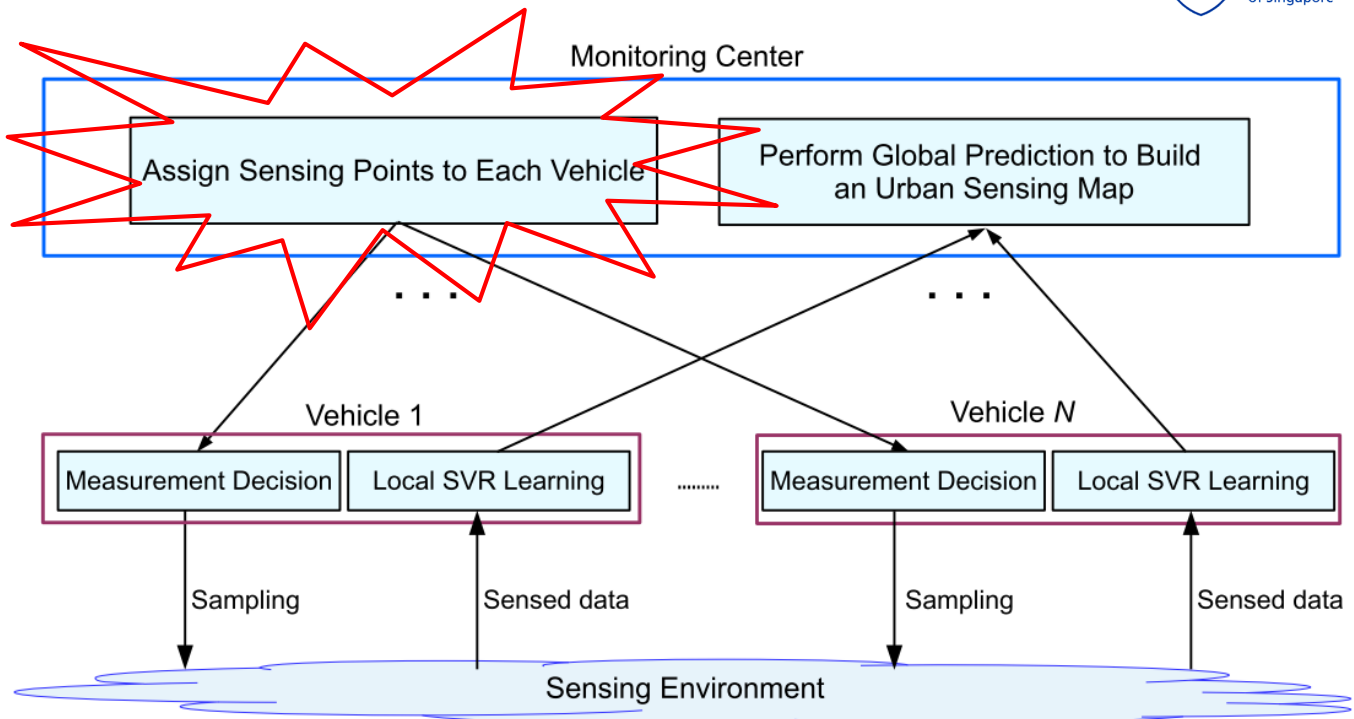 of Singapore
Monitoring Center
Assign Sensing Points to Each Vehicle
Perform Global Prediction to Build
an Urban Sensing Map
. . .
. . .
Vehicle 1
Vehicle N
Measurement Decision
Local SVR Learning
.........
Measurement Decision
Local SVR Learning
Sampling
Sensed data
Sampling
Sensed data
Sensing Environment